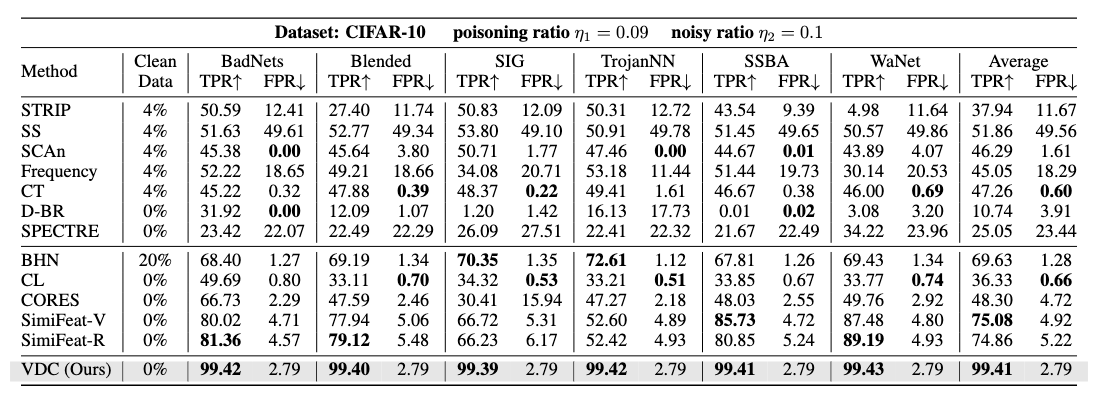 Dataset: CIFAR-10 poisoning ratio η₁ = 0.09 noisy ratio η₂ = 0.1
Method Clean Data BadNets Blended SIG TrojanNN SSBA WaNet Average
TPR↑ FPR↓ TPR↑ FPR↓ TPR↑ FPR↓ TPR↑ FPR↓ TPR↑ FPR↓ TPR↑ FPR↓ TPR↑ FPR↓
STRIP 4% 50.59 12.41 27.40 11.74 50.83 12.09 50.31 12.72 43.54 9.39 4.98 11.64 37.94 11.67
SS 4% 51.63 49.61 52.77 49.34 53.80 49.10 50.91 49.78 51.45 49.65 50.57 49.86 51.86 49.56
SCAn 4% 45.38 0.00 45.64 3.80 50.71 1.77 47.46 0.00 44.67 0.01 43.89 4.07 46.29 1.61
Frequency 4% 52.22 18.65 49.21 18.66 34.08 20.71 53.18 11.44 51.44 19.73 30.14 20.53 45.05 18.29
CT 4% 45.22 0.32 47.88 0.39 48.37 0.22 49.41 1.61 46.67 0.38 46.00 0.69 47.26 0.60
D-BR 0% 31.92 0.00 12.09 1.07 1.20 1.42 16.13 17.73 0.01 0.02 3.08 3.20 10.74 3.91
SPECTRE 0% 23.42 22.07 22.49 22.29 26.09 27.51 22.41 22.32 21.67 22.49 34.22 23.96 25.05 23.44
BHN 20% 68.40 1.27 69.19 1.34 70.35 1.35 72.61 1.12 67.81 1.26 69.43 1.34 69.63 1.28
CL 0% 49.69 0.80 33.11 0.70 34.32 0.53 33.21 0.51 33.85 0.67 33.77 0.74 36.33 0.66
CORES 0% 66.73 2.29 47.59 2.46 30.41 15.94 47.27 2.18 48.03 2.55 49.76 2.92 48.30 4.72
SimiFeat-V 0% 80.02 4.71 77.94 5.06 66.72 5.31 52.60 4.89 85.73 4.72 87.48 4.80 75.08 4.92
SimiFeat-R 0% 81.36 4.57 79.12 5.48 66.23 6.17 52.42 4.93 80.85 5.24 89.19 4.93 74.86 5.22
VDC (Ours) 0% 99.42 2.79 99.40 2.79 99.39 2.79 99.42 2.79 99.41 2.79 99.43 2.79 99.41 2.79